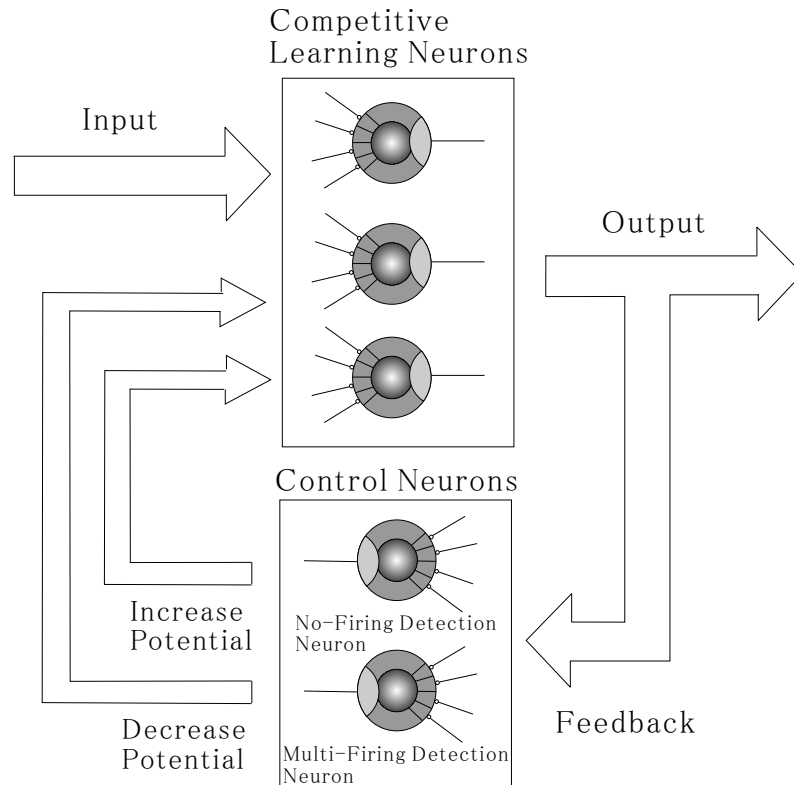 Competitive
Learning Neurons
Input
Output
Control Neurons
Increase
Potential
No-Firing Detection
Neuron
Decrease
Potential
Multi-Firing Detection
Neuron
Feedback